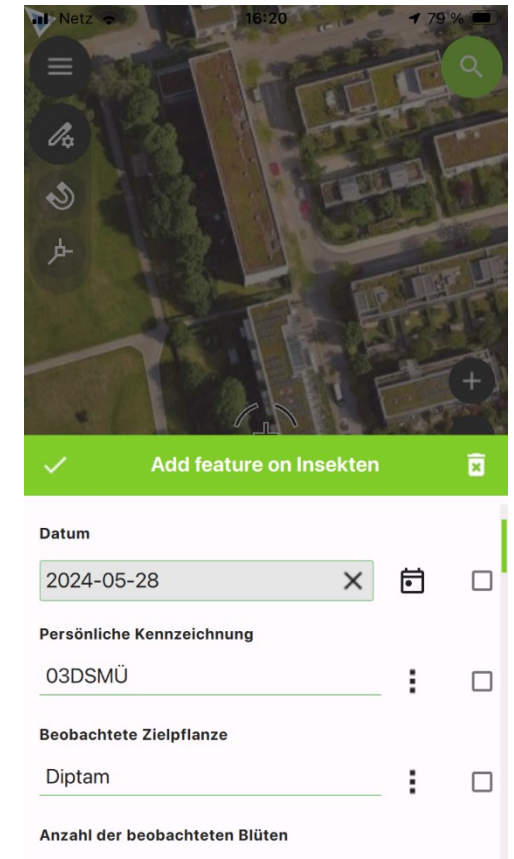 Netz 16:20 79 %
Add feature on Insekten
Datum
2024-05-28
Persönliche Kennzeichnung
03DSMÜ
Beobachtete Zielpflanze
Diptam
Anzahl der beobachteten Blüten